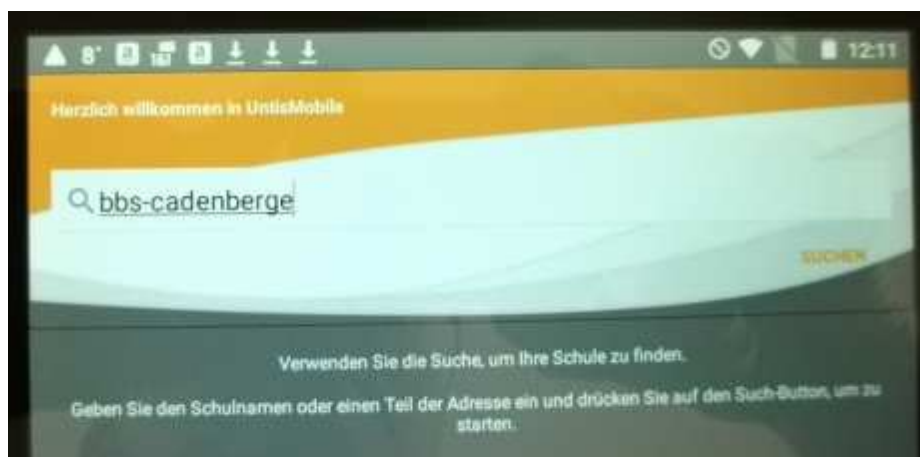 8° 12:11
Herzlich willkommen in UntisMobile
bbs-cadenberge
SUCHEN
Verwenden Sie die Suche, um Ihre Schule zu finden.
Geben Sie den Schulnamen oder einen Teil der Adresse ein und drücken Sie auf den Such-Button, um zu
starten.